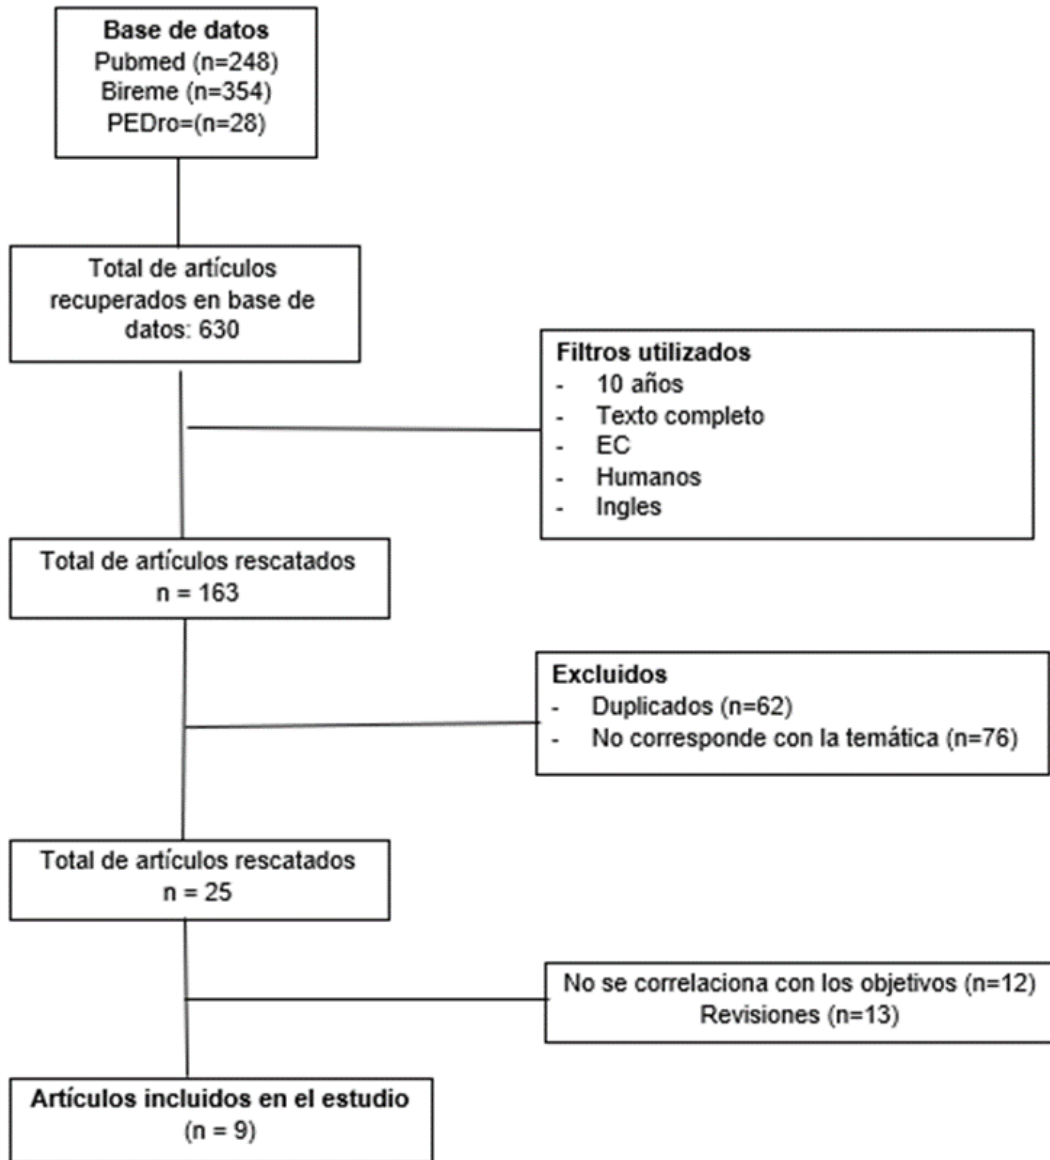 Base de datos
Pubmed (n=248)
Bireme (n=354)
PEDro=(n=28)
Total de artículos
recuperados en base de
datos: 630
Filtros utilizados
- 10 años
- Texto completo
- EC
- Humanos
- Ingles
Total de artículos rescatados
n = 163
Excluidos
- Duplicados (n=62)
- No corresponde con la temática (n=76)
Total de artículos rescatados
n = 25
No se correlaciona con los objetivos (n=12)
Revisiones (n=13)
Artículos incluidos en el estudio
(n = 9)